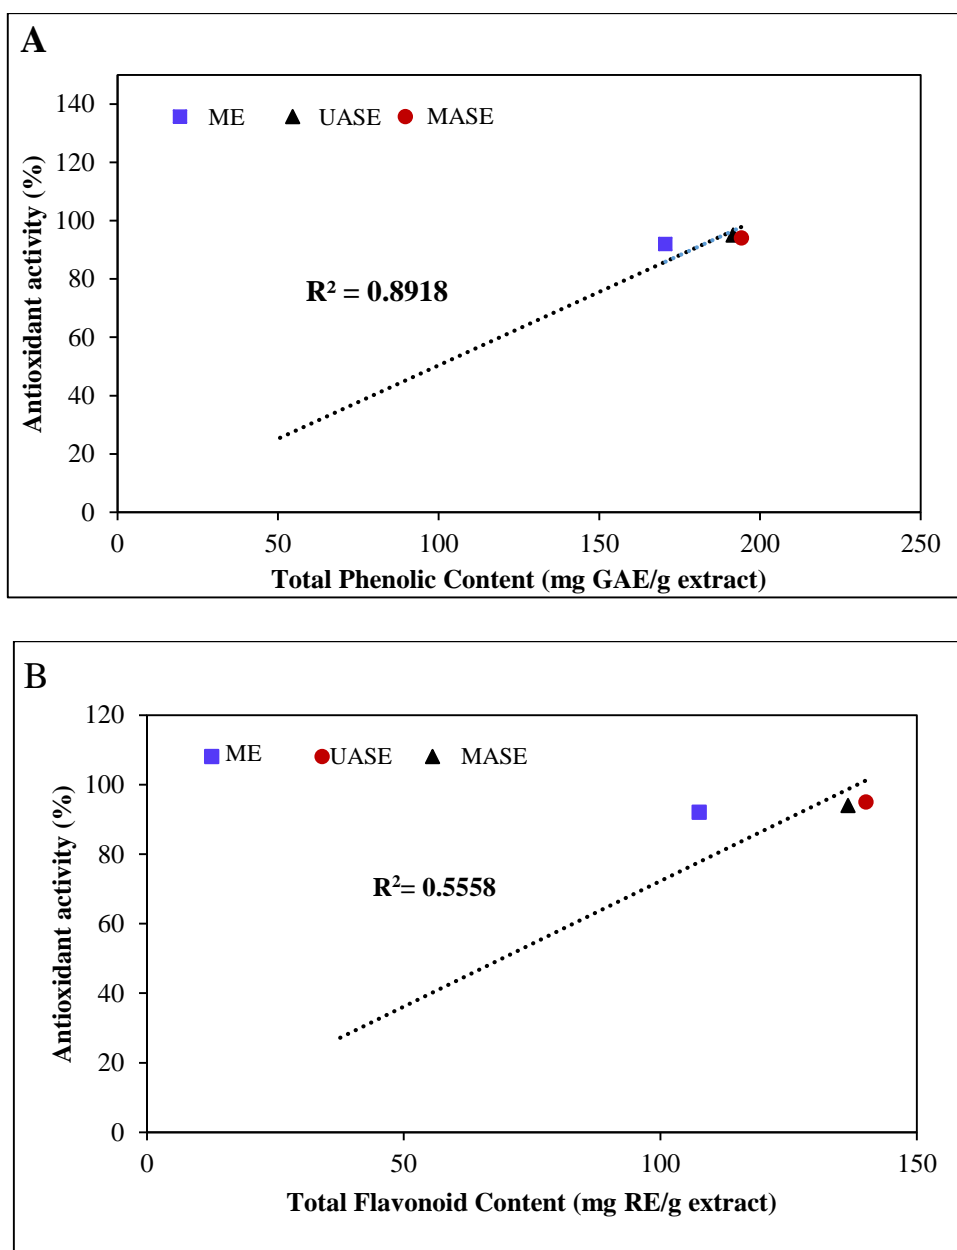 A
140
120
100
80
60
40
20
0
ME UASE MASE
R² = 0.8918
Antioxidant activity (%)
0 50 100 150 200 250
Total Phenolic Content (mg GAE/g extract)
B
120
100
80
60
40
20
0
ME UASE MASE
R²= 0.5558
Antioxidant activity (%)
0 50 100 150
Total Flavonoid Content (mg RE/g extract)